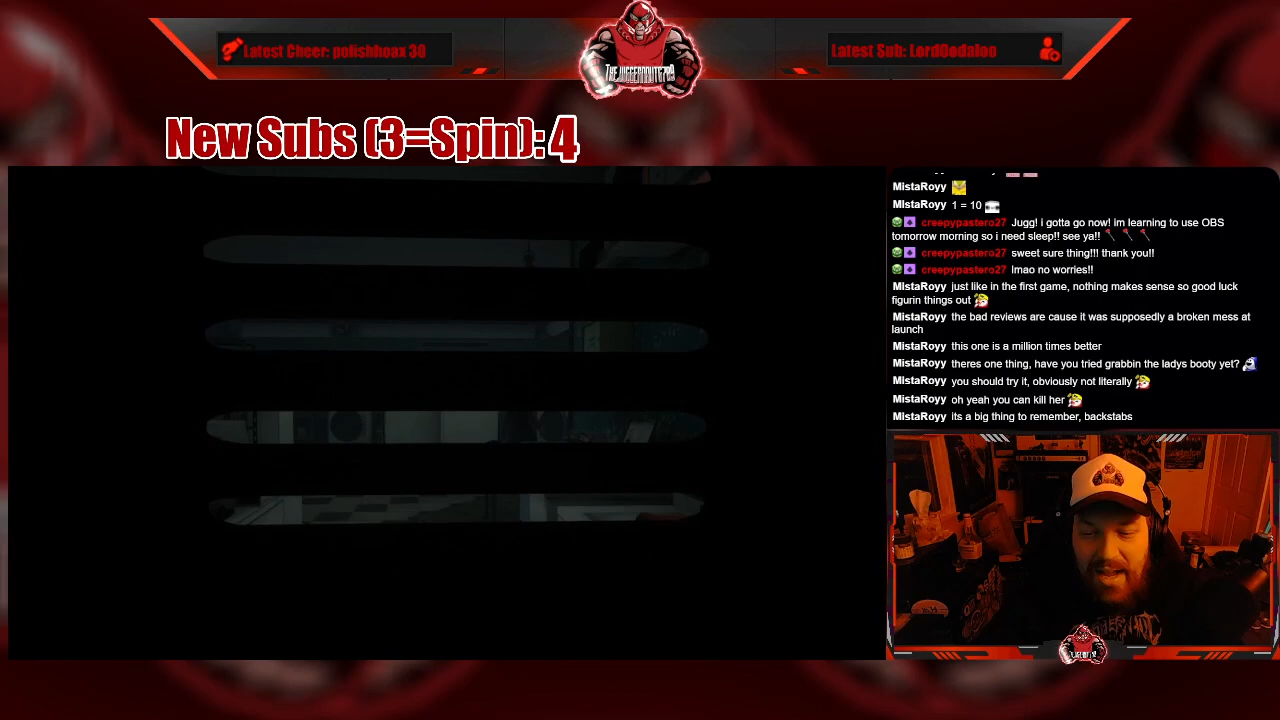 Latest Cheer: polishhoax 30
THEJUGGERNAUTG789
Latest Sub: LordOodaloo
New Subs (3=Spin): 4
MistaRoyy
MistaRoyy 1 = 10
creepypastero27 Jugg! i gotta go now! im learning to use OBS
tomorrow morning so i need sleep!! see ya!!
creepypastero27 sweet sure thing!!! thank you!!
creepypastero27 lmao no worries!!
MistaRoyy just like in the first game, nothing makes sense so good luck
figurin things out
MistaRoyy the bad reviews are cause it was supposedly a broken mess at
launch
MistaRoyy this one is a million times better
MistaRoyy theres one thing, have you tried grabbin the ladys booty yet?
MistaRoyy you should try it, obviously not literally
MistaRoyy oh yeah you can kill her
MistaRoyy its a big thing to remember, backstabs